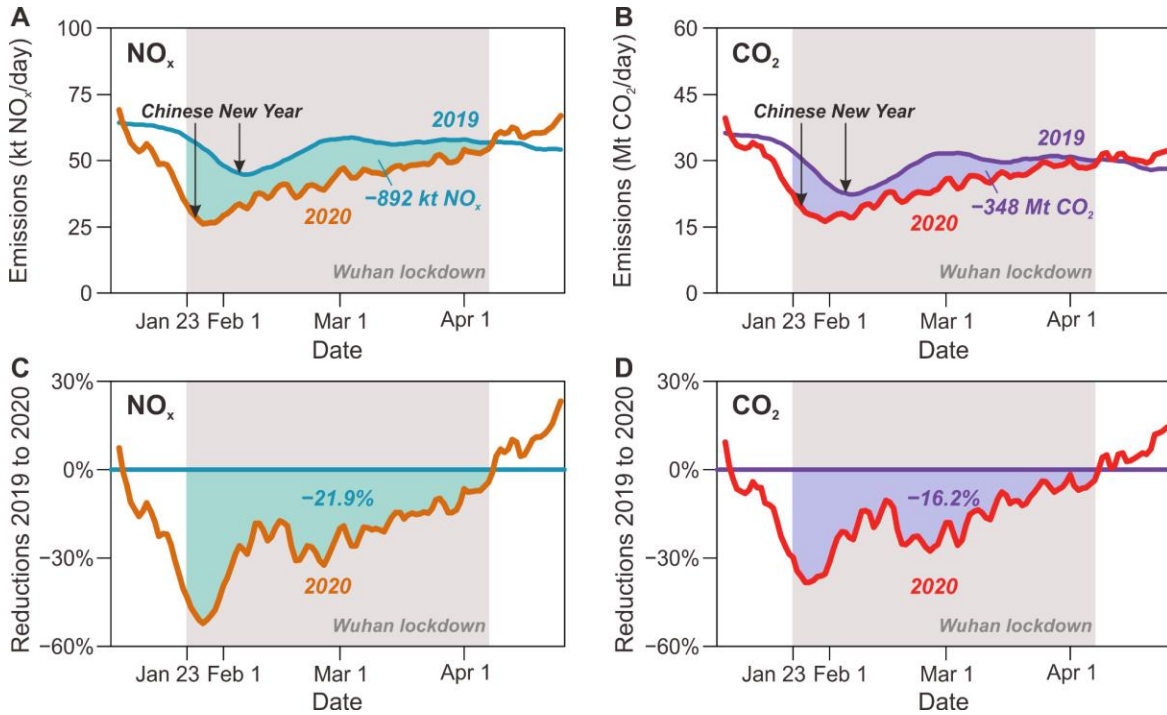 A
NOₓ
Emissions (kt NOₓ/day)
100
75
50
25
0
Chinese New Year
2019
−892 kt NOₓ
2020
Wuhan lockdown
Jan 23 Feb 1 Mar 1 Apr 1
Date
B
CO₂
Emissions (Mt CO₂/day)
60
45
30
15
0
Chinese New Year
2019
−348 Mt CO₂
2020
Wuhan lockdown
Jan 23 Feb 1 Mar 1 Apr 1
Date
C
NOₓ
Reductions 2019 to 2020
30%
0%
−30%
−60%
−21.9%
2020
Wuhan lockdown
Jan 23 Feb 1 Mar 1 Apr 1
Date
D
CO₂
Reductions 2019 to 2020
30%
0%
−30%
−60%
−16.2%
2020
Wuhan lockdown
Jan 23 Feb 1 Mar 1 Apr 1
Date